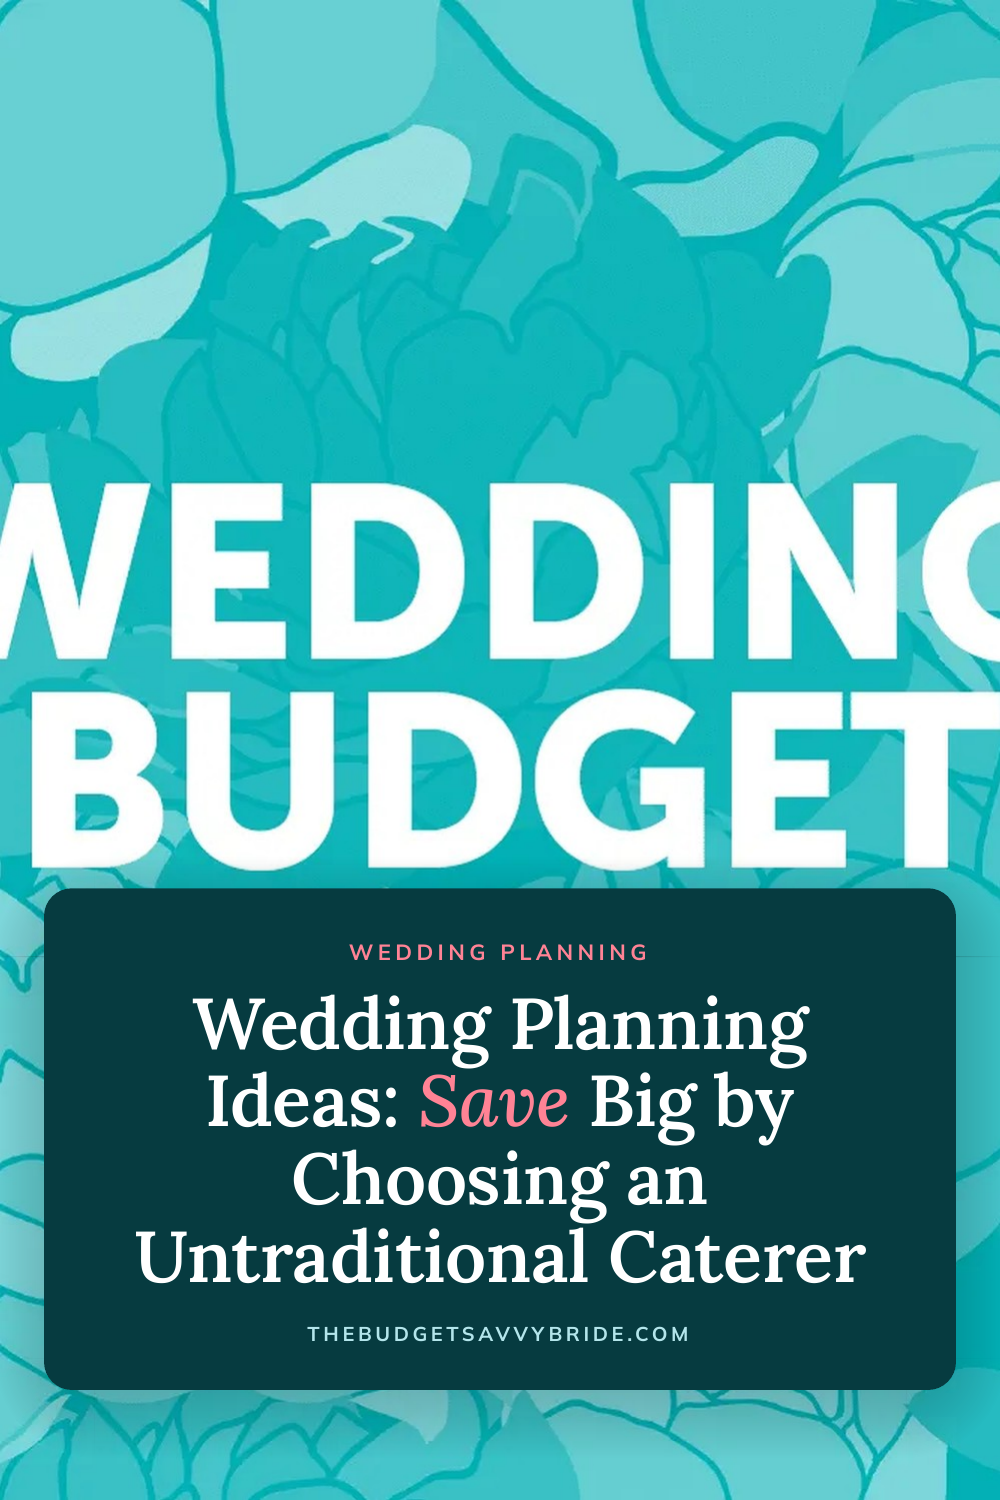 WEDDING
BUDGET
WEDDING PLANNING
Wedding Planning
Ideas: Save Big by
Choosing an
Untraditional Caterer
THEBUDGETSAVVYBRIDE.COM